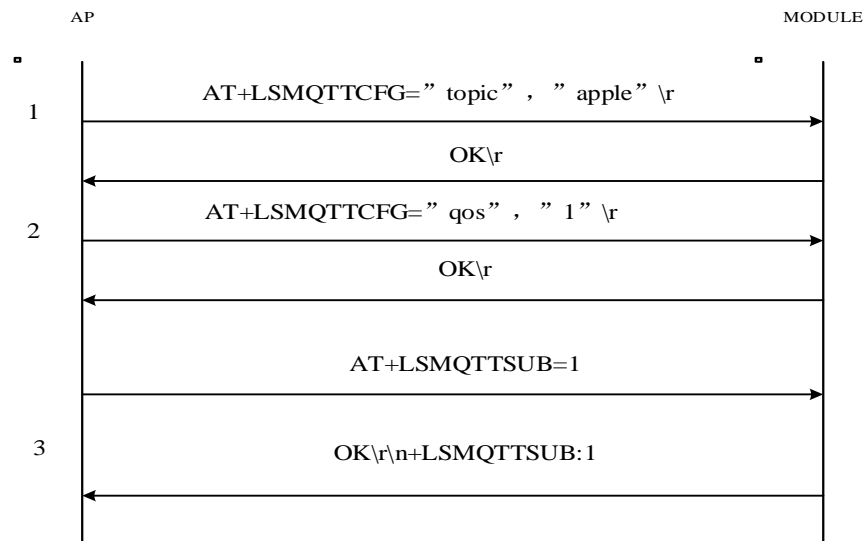 AP
MODULE
AT+LSMQTTCFG=” topic” ， ” apple” \r
1
OK\r
AT+LSMQTTCFG=” qos” ， ” 1” \r
2
OK\r
AT+LSMQTTSUB=1
3
OK\r\n+LSMQTTSUB:1